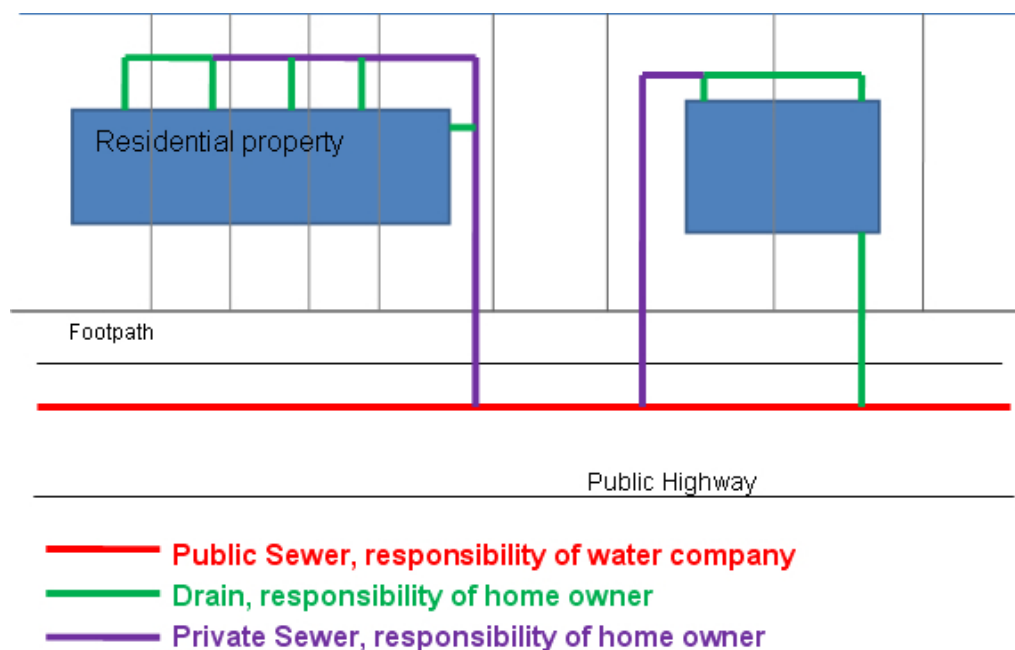 Residential property
Footpath
Public Highway
Public Sewer, responsibility of water company
Drain, responsibility of home owner
Private Sewer, responsibility of home owner